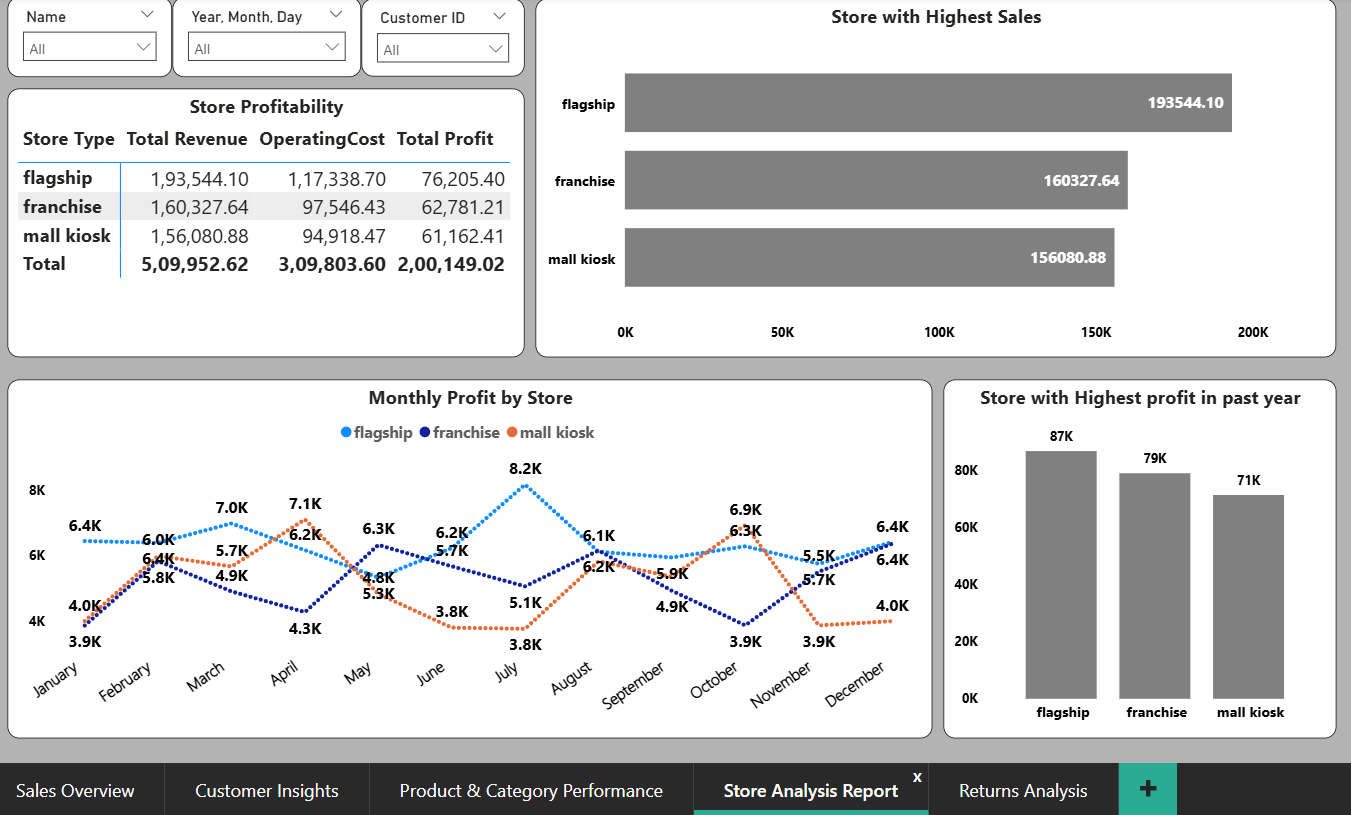 Name
Year, Month, Day
Customer ID
All
All
All
Store Profitability
Store Type Total Revenue OperatingCost Total Profit
flagship 1,93,544.10 1,17,338.70 76,205.40
franchise 1,60,327.64 97,546.43 62,781.21
mall kiosk 1,56,080.88 94,918.47 61,162.41
Total 5,09,952.62 3,09,803.60 2,00,149.02
Store with Highest Sales
flagship 193544.10
franchise 160327.64
mall kiosk 156080.88
0K 50K 100K 150K 200K
Monthly Profit by Store
flagship franchise mall kiosk
8K
6K
4K
6.4K
4.0K
3.9K
6.0K
6.4K
5.8K
7.0K
5.7K
4.9K
7.1K
6.2K
4.3K
6.3K
4.8K
5.3K
6.2K
5.7K
3.8K
8.2K
5.1K
3.8K
6.1K
6.2K
5.9K
4.9K
6.9K
6.3K
3.9K
5.5K
5.7K
3.9K
6.4K
6.4K
4.0K
January February March April May June July August September October November December
Store with Highest profit in past year
80K
60K
40K
20K
0K
87K
79K
71K
flagship franchise mall kiosk
Sales Overview Customer Insights Product & Category Performance Store Analysis Report x Returns Analysis +